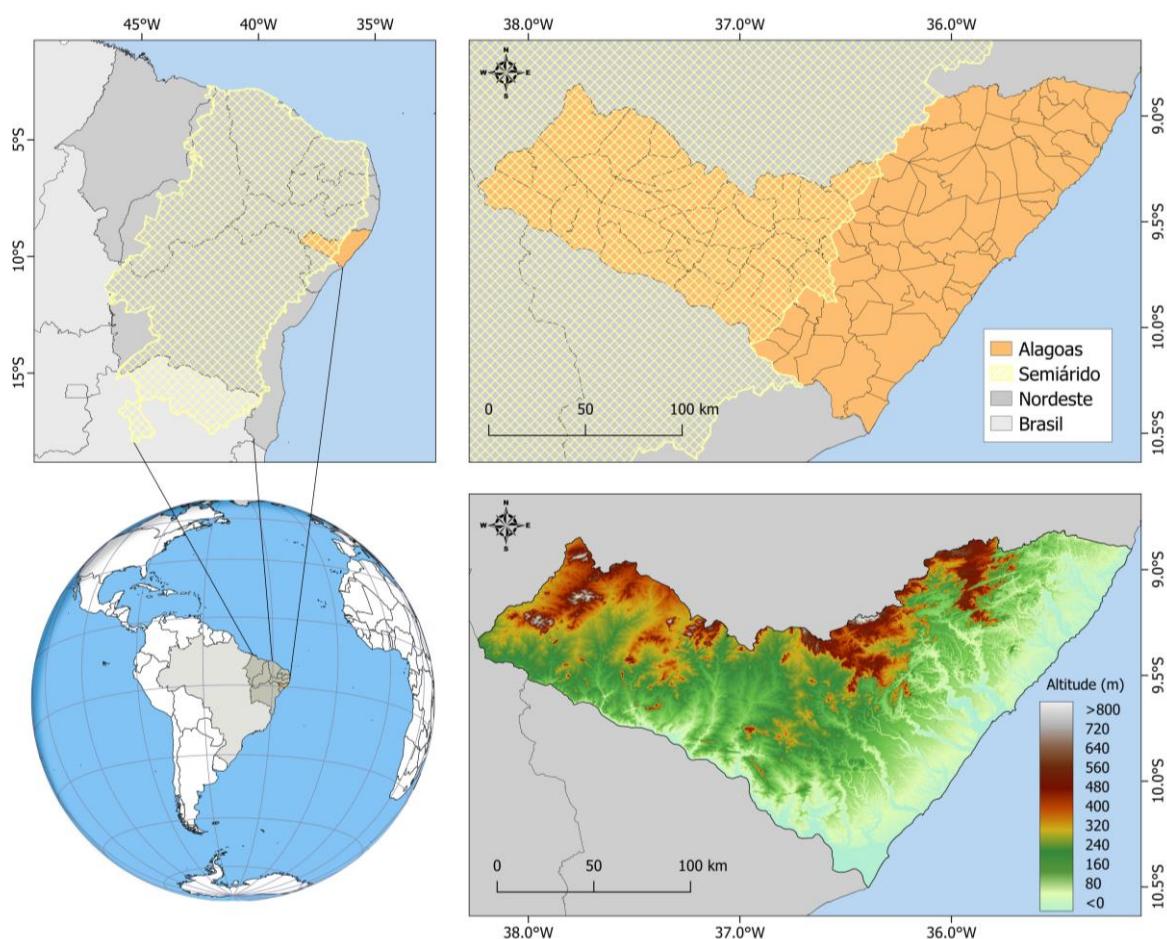 45°W 40°W 35°W
5°S
10°S
15°S
38.0°W 37.0°W 36.0°W
N
W E
S
9.0°S
9.5°S
10.0°S
10.5°S
Alagoas
Semiárido
Nordeste
Brasil
0 50 100 km
N
W E
S
9.0°S
9.5°S
10.0°S
10.5°S
Altitude (m)
>800
720
640
560
480
400
320
240
160
80
<0
0 50 100 km
38.0°W 37.0°W 36.0°W